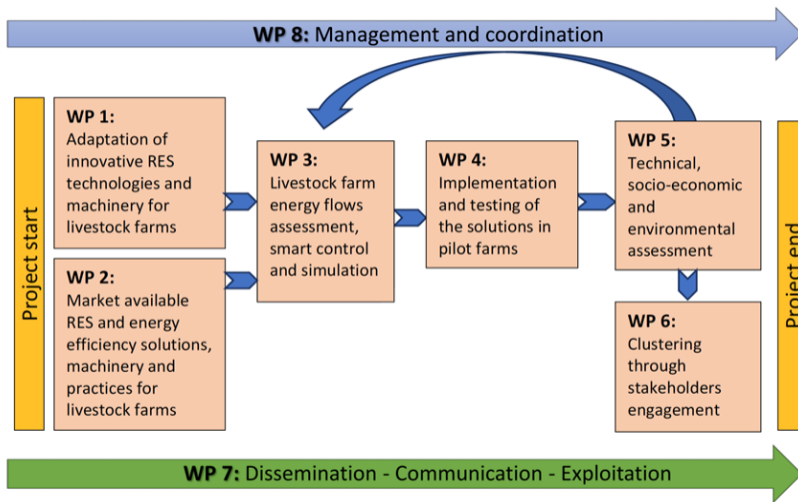 WP 8: Management and coordination
Project start
WP 1:
Adaptation of
innovative RES
technologies and
machinery for
livestock farms
WP 2:
Market available
RES and energy
efficiency solutions,
machinery and
practices for
livestock farms
WP 3:
Livestock farm
energy flows
assessment,
smart control
and simulation
WP 4:
Implementation
and testing of
the solutions in
pilot farms
WP 5:
Technical,
socio-economic
and
environmental
assessment
WP 6:
Clustering
through
stakeholders
engagement
Project end
WP 7: Dissemination - Communication - Exploitation